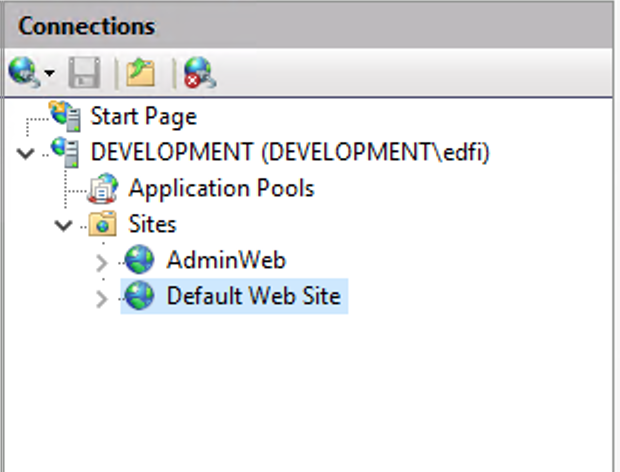 Connections
Start Page
DEVELOPMENT (DEVELOPMENT\edfi)
Application Pools
Sites
AdminWeb
Default Web Site